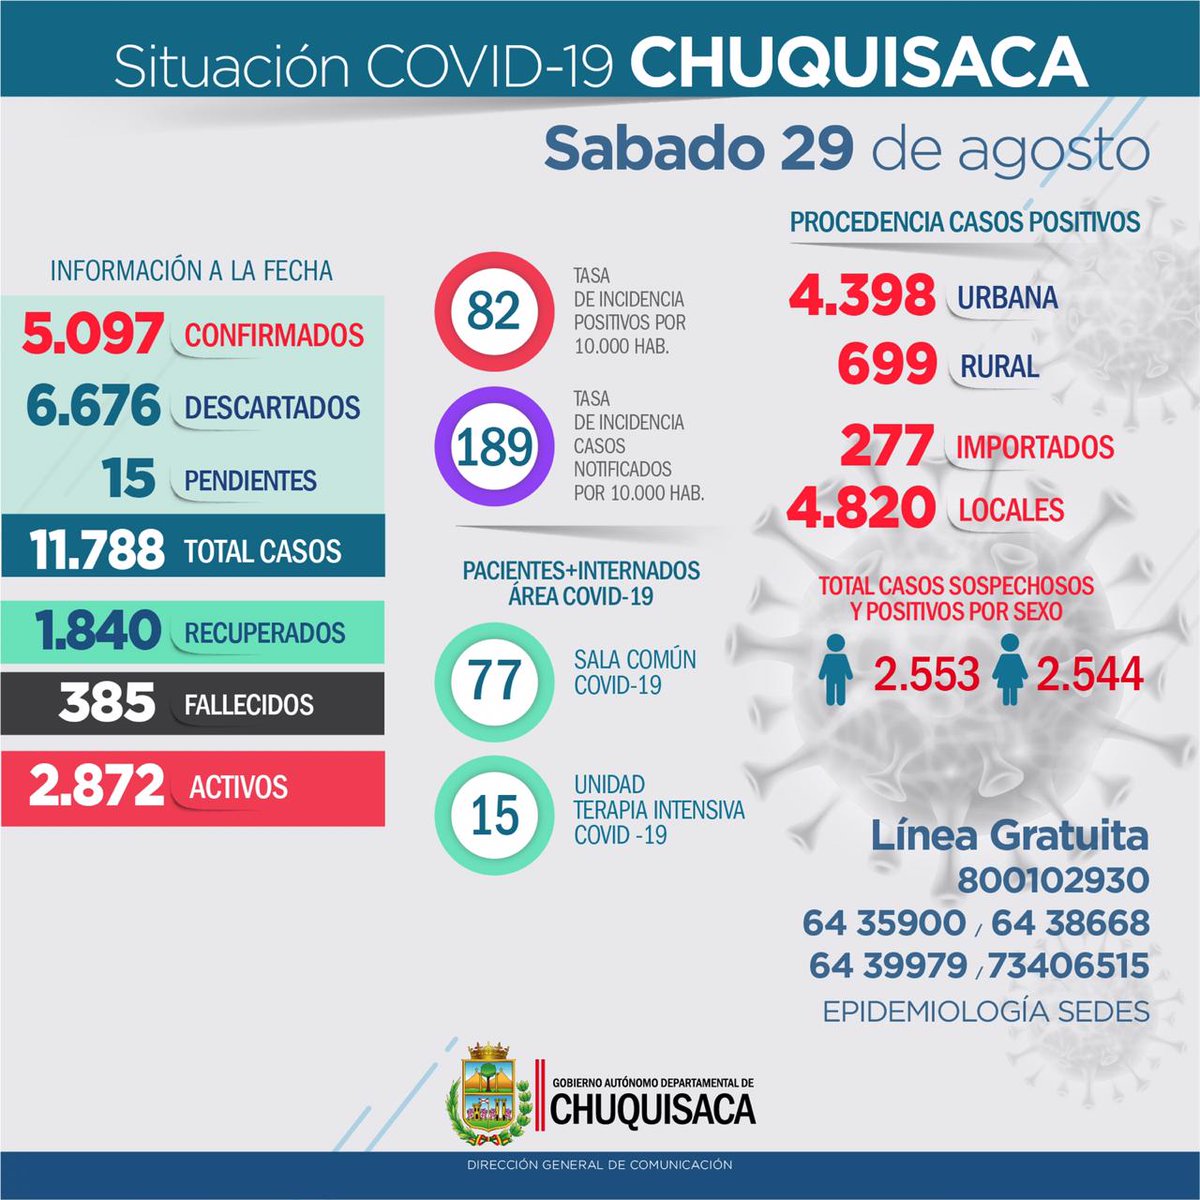 Situación COVID-19 CHUQUISACA
Sabado 29 de agosto
INFORMACIÓN A LA FECHA
5.097 CONFIRMADOS
6.676 DESCARTADOS
15 PENDIENTES
11.788 TOTAL CASOS
1.840 RECUPERADOS
385 FALLECIDOS
2.872 ACTIVOS
82
TASA
DE INCIDENCIA
POSITIVOS POR
10.000 HAB.
189
TASA
DE INCIDENCIA
CASOS
NOTIFICADOS
POR 10.000 HAB.
PACIENTES+INTERNADOS
ÁREA COVID-19
77
SALA COMÚN
COVID-19
15
UNIDAD
TERAPIA INTENSIVA
COVID -19
PROCEDENCIA CASOS POSITIVOS
4.398 URBANA
699 RURAL
277 IMPORTADOS
4.820 LOCALES
TOTAL CASOS SOSPECHOSOS
Y POSITIVOS POR SEXO
2.553 2.544
Línea Gratuita
800102930
64 35900 / 64 38668
64 39979 / 73406515
EPIDEMIOLOGÍA SEDES
GOBIERNO AUTÓNOMO DEPARTAMENTAL DE
CHUQUISACA
DIRECCIÓN GENERAL DE COMUNICACIÓN